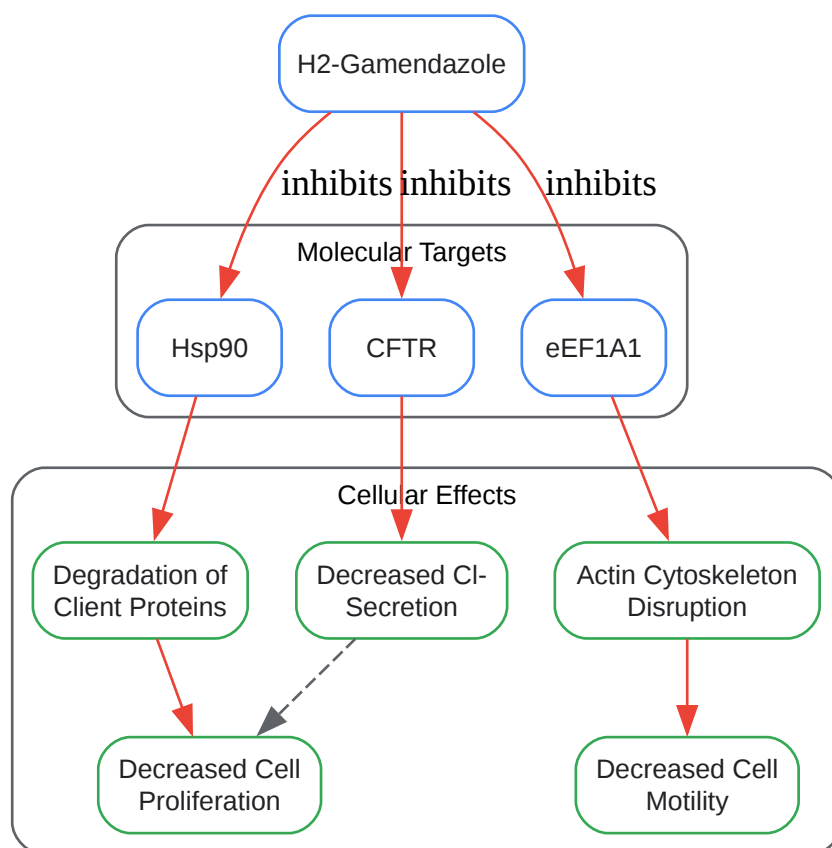 H2-Gamendazole
inhibits inhibits inhibits
Molecular Targets
Hsp90 CFTR eEF1A1
Cellular Effects
Degradation of
Client Proteins
Decreased Cl-
Secretion
Actin Cytoskeleton
Disruption
Decreased Cell
Proliferation
Decreased Cell
Motility